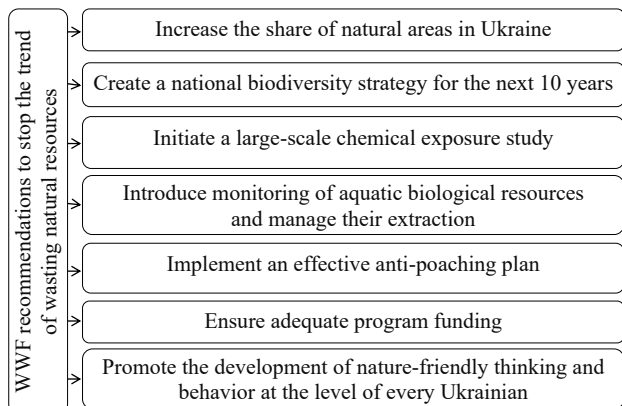 WWF recommendations to stop the trend
of wasting natural resources
Increase the share of natural areas in Ukraine
Create a national biodiversity strategy for the next 10 years
Initiate a large-scale chemical exposure study
Introduce monitoring of aquatic biological resources
and manage their extraction
Implement an effective anti-poaching plan
Ensure adequate program funding
Promote the development of nature-friendly thinking and
behavior at the level of every Ukrainian